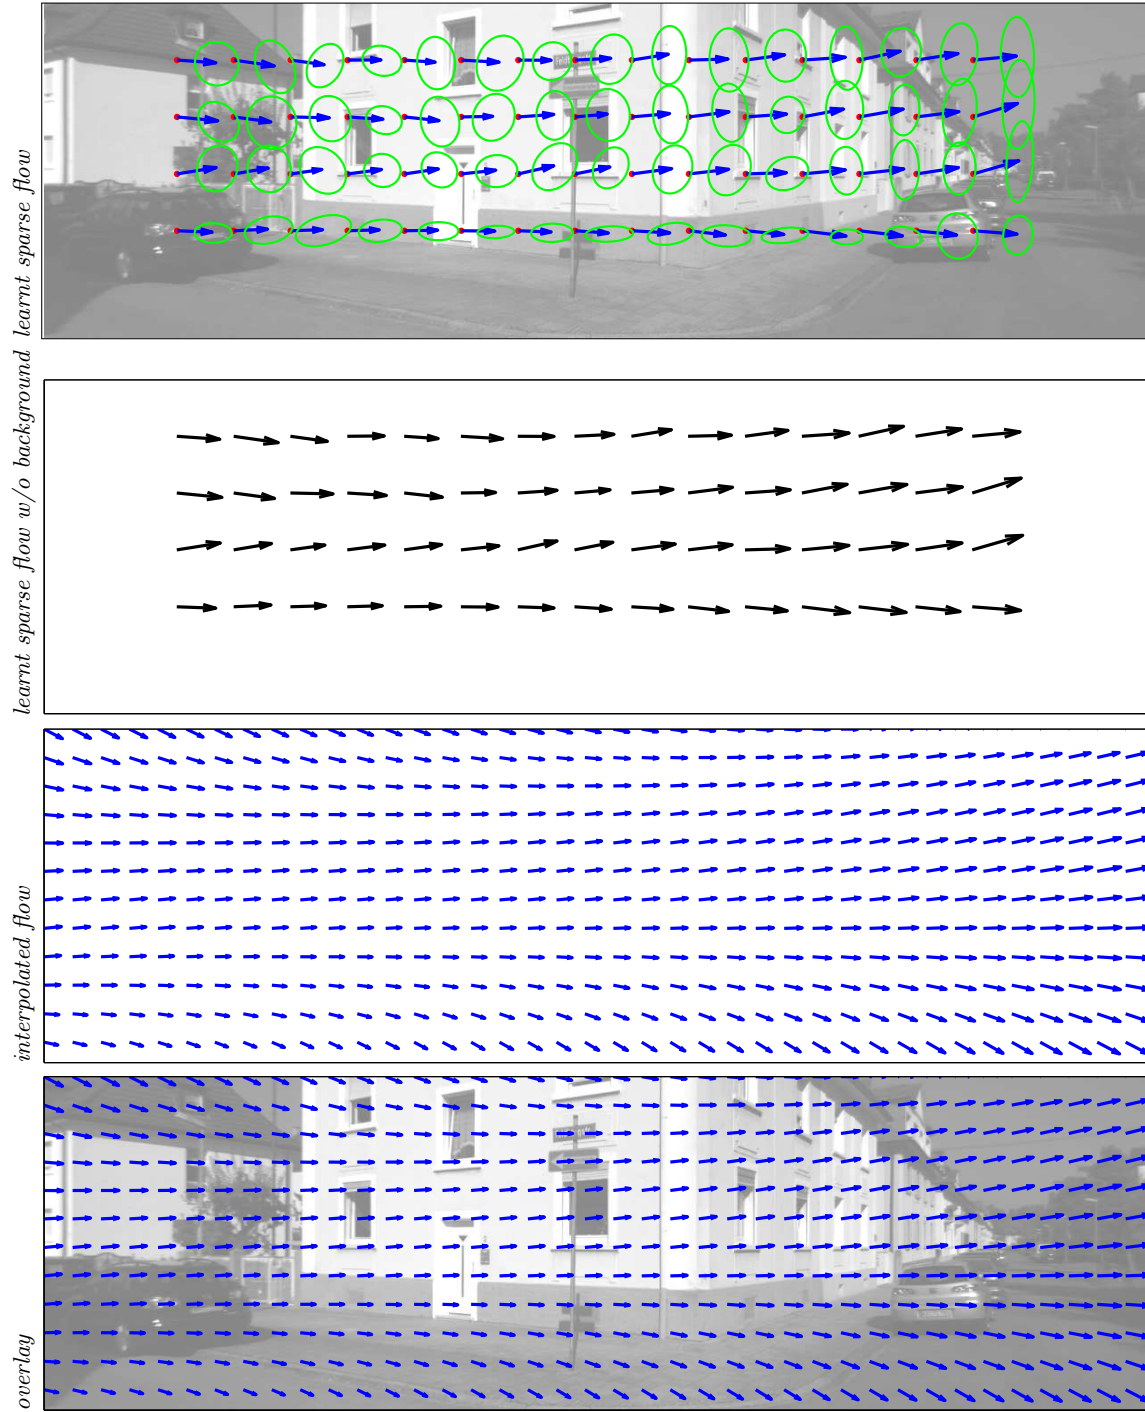 learnt sparse flow
learnt sparse flow w/o background
interpolated flow
overlay